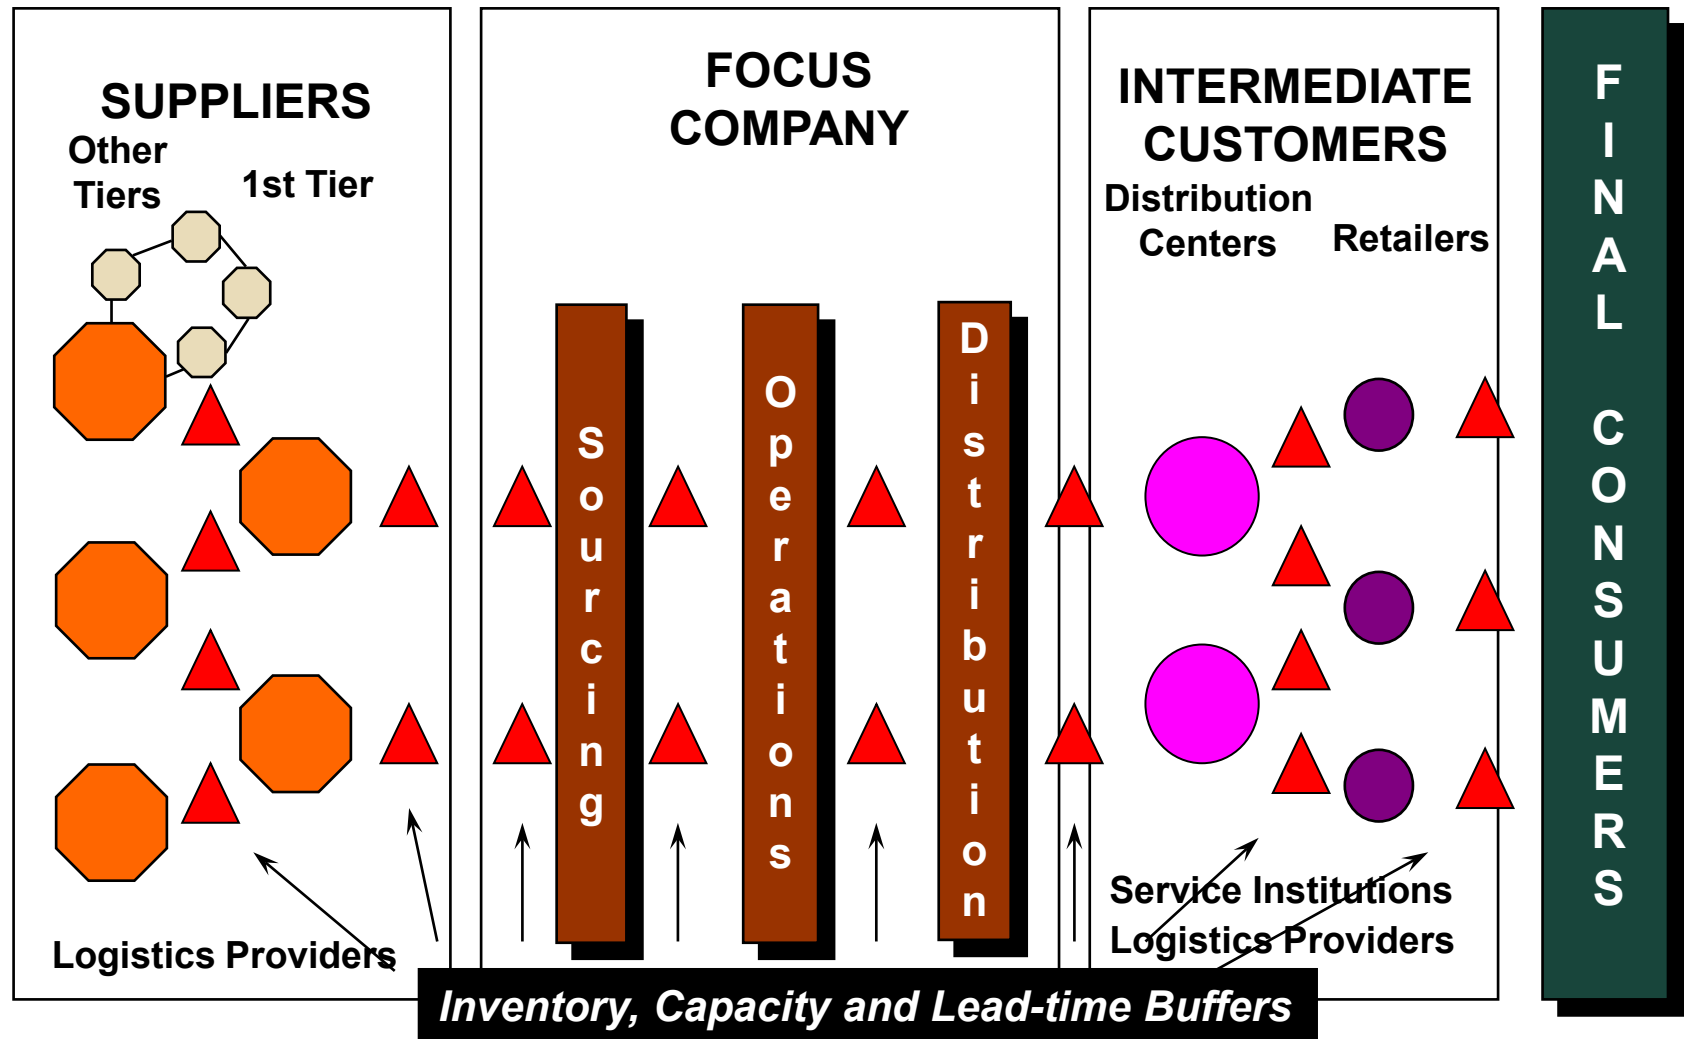 SUPPLIERS
Other
Tiers
1st Tier
Logistics Providers
FOCUS
COMPANY
Sourcing
Operations
Distribution
INTERMEDIATE
CUSTOMERS
Distribution
Centers
Retailers
Service Institutions
Logistics Providers
FINAL CONSUMERS
Inventory, Capacity and Lead-time Buffers